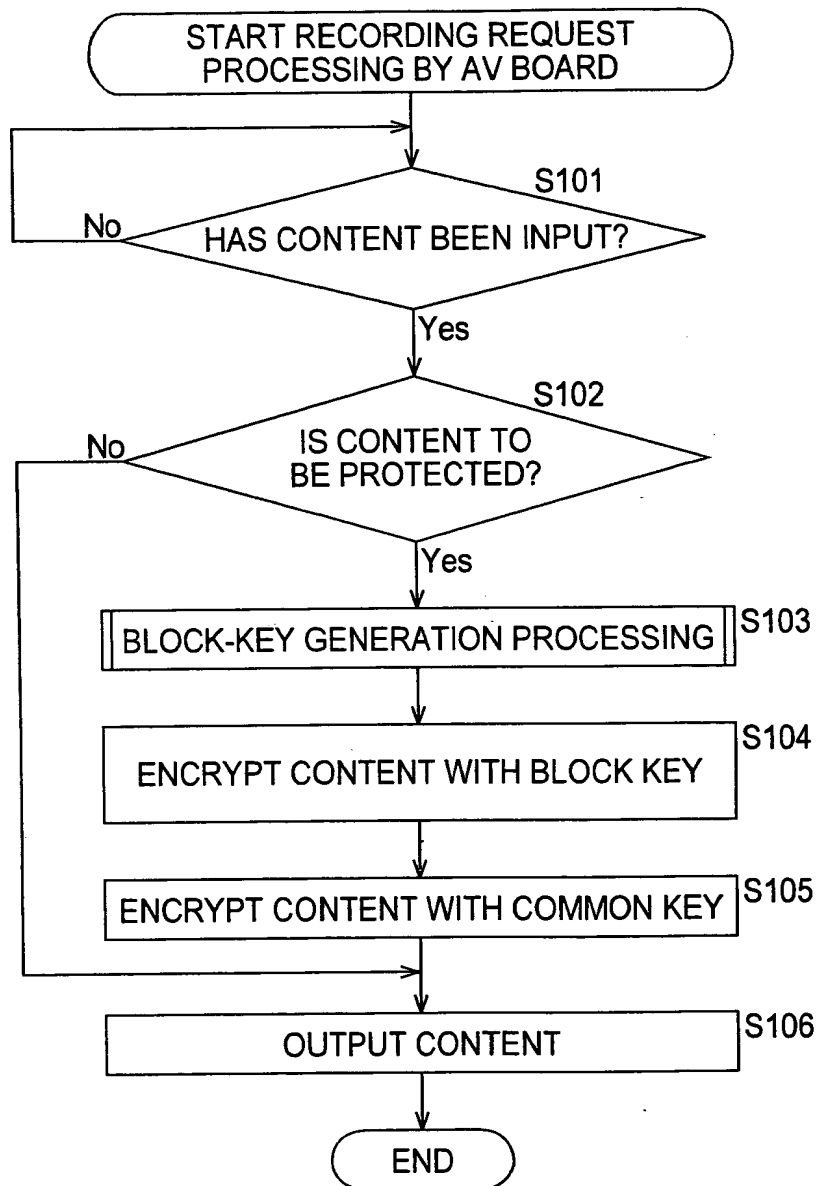 START RECORDING REQUEST
PROCESSING BY AV BOARD
S101
No
HAS CONTENT BEEN INPUT?
Yes
S102
No
IS CONTENT TO
BE PROTECTED?
Yes
BLOCK-KEY GENERATION PROCESSING
S103
S104
ENCRYPT CONTENT WITH BLOCK KEY
ENCRYPT CONTENT WITH COMMON KEY
S105
OUTPUT CONTENT
S106
END